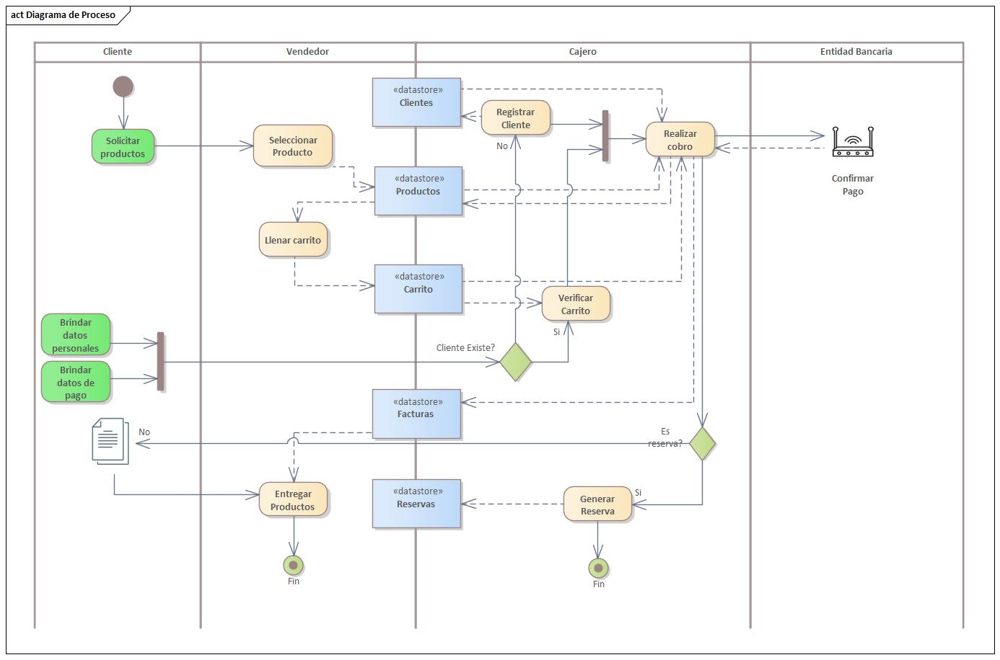 act Diagrama de Proceso
Cliente
Vendedor
Cajero
Entidad Bancaria
«datastore»
Clientes
Registrar
Cliente
Solicitar
productos
Seleccionar
Producto
No
Realizar
cobro
«datastore»
Productos
Confirmar
Pago
Llenar carrito
«datastore»
Carrito
Verificar
Carrito
Brindar
datos
personales
Si
Cliente Existe?
Brindar
datos de
pago
«datastore»
Facturas
No
Es
reserva?
Entregar
Productos
«datastore»
Reservas
Generar
Reserva
Si
Fin
Fin